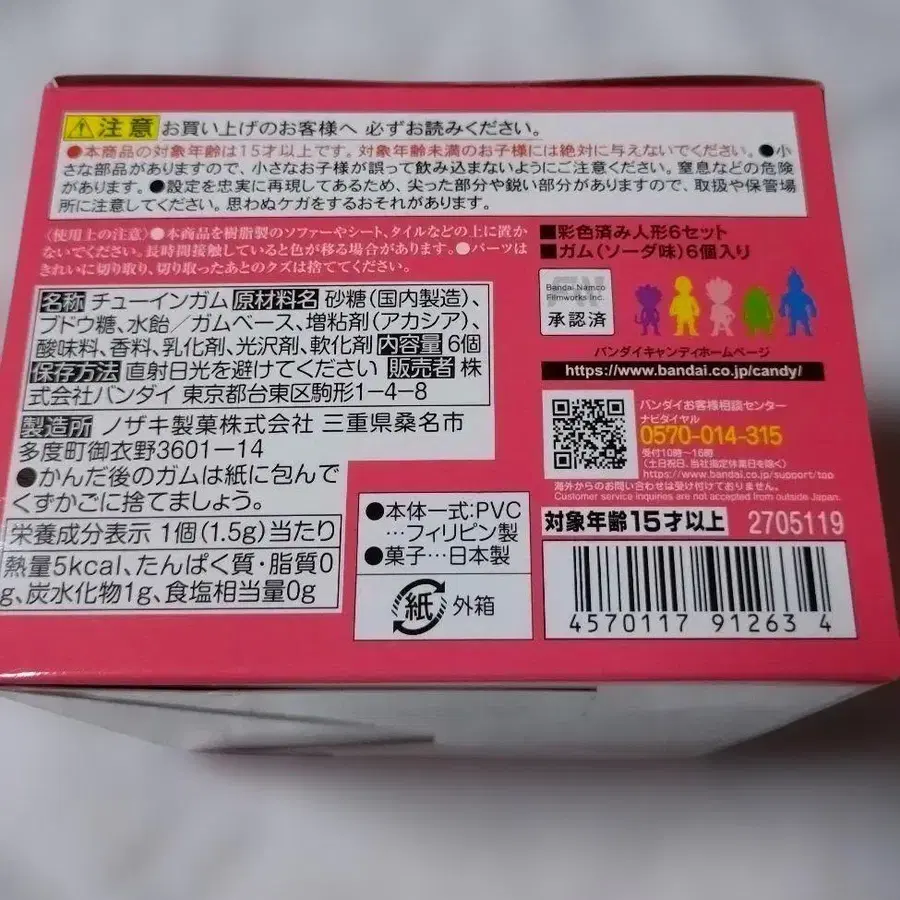 注意 お買い上げのお客様へ 必ずお読みください。
●本商品の対象年齢は15才以上です。対象年齢未満のお子様には絶対に与えないでください。●小
さな部品がありますので、小さなお子様が誤って飲み込まないようにご注意ください。窒息などの危険
があります。●設定を忠実に再現してあるため、尖った部分や鋭い部分がありますので、取扱や保管場
所に注意してください。思わぬケガをするおそれがあります。
〈使用上の注意〉●本商品を樹脂製のソファーやシート、タイルなどの上に置か
ないでください。長時間接触していると色が移る場合があります。●パーツは
きれいに切り取り、切り取ったあとのクズは捨ててください。
名称 チューインガム 原材料名 砂糖(国内製造)、
ブドウ糖、水飴／ガムベース、増粘剤(アカシア)、
酸味料、香料、乳化剤、光沢剤、軟化剤 内容量 6個
保存方法 直射日光を避けてください 販売者 株
式会社バンダイ 東京都台東区駒形1-4-8
製造所 ノザキ製菓株式会社 三重県桑名市
多度町御衣野3601-14
●かんだ後のガムは紙に包んで
くずかごに捨てましょう。
栄養成分表示 1個(1.5g)当たり
熱量5kcal、たんぱく質・脂質0
g、炭水化物1g、食塩相当量0g
●本体一式:PVC
…フィリピン製
●菓子…日本製
紙 外箱
■彩色済み人形6セット
■ガム(ソーダ味)6個入り
Bandai Namco
Filmworks Inc.
承認済
バンダイキャンディホームページ
https://www.bandai.co.jp/candy/
バンダイお客様相談センター
ナビダイヤル
0570-014-315
受付10時〜16時
(土日祝日、当社指定休業日を除く)
https://www.bandai.co.jp/support/top
海外からのお問い合わせは受け付けておりません。
Customer service inquiries are not accepted from outside Japan.
対象年齢15才以上 2705119
4570117 91263 4